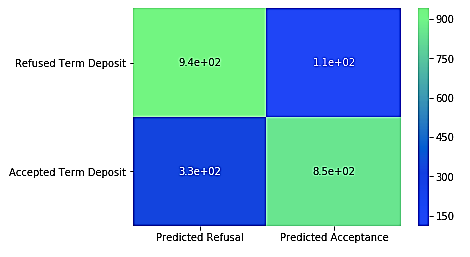 Refused Term Deposit 9.4e+02 1.1e+02
Accepted Term Deposit 3.3e+02 8.5e+02
Predicted Refusal Predicted Acceptance
900
750
600
450
300
150